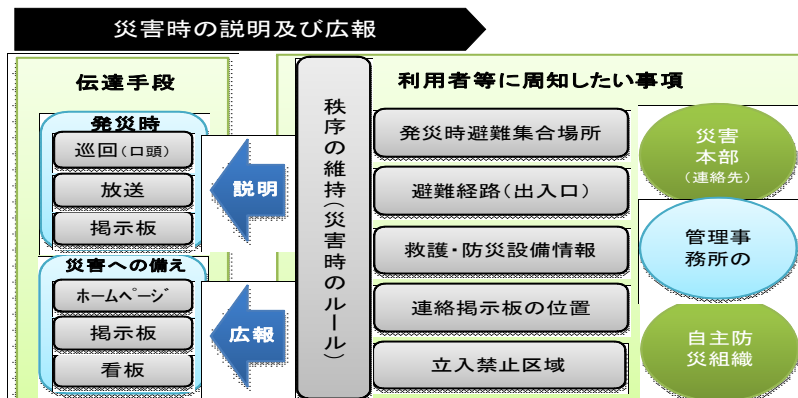 災害時の説明及び広報
伝達手段
発災時
巡回(口頭)
放送
掲示板
災害への備え
ホームページ
掲示板
看板
説明
広報
秩序の維持(災害時のルール)
利用者等に周知したい事項
発災時避難集合場所
避難経路(出入口)
救護・防災設備情報
連絡掲示板の位置
立入禁止区域
災害
本部
(連絡先)
管理事
務所の
自主防
災組織